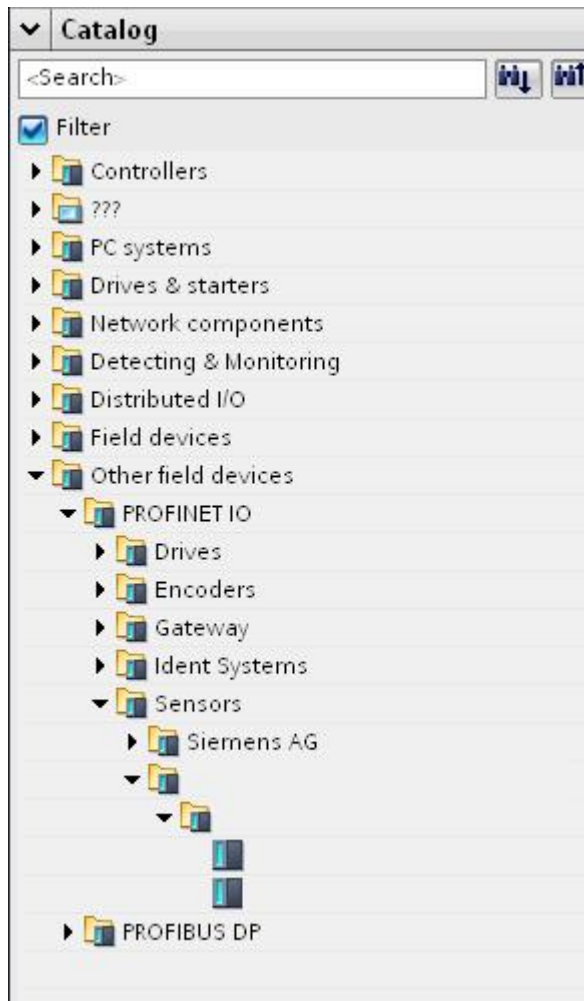 Catalog
<Search>
Filter
Controllers
???
PC systems
Drives & starters
Network components
Detecting & Monitoring
Distributed I/O
Field devices
Other field devices
PROFINET IO
Drives
Encoders
Gateway
Ident Systems
Sensors
Siemens AG
PROFIBUS DP